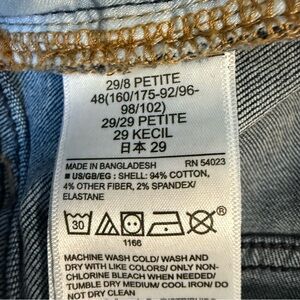 29/8 PETITE
48(160/175-92/96-
98/102)
29/29 PETITE
29 KECIL
日本 29
MADE IN BANGLADESH RN 54023
■ US/GB/EG : SHELL: 94% COTTON,
4% OTHER FIBER, 2% SPANDEX/
ELASTANE
30
1166
MACHINE WASH COLD/ WASH AND
DRY WITH LIKE COLORS/ ONLY NON-
CHLORINE BLEACH WHEN NEEDED/
TUMBLE DRY MEDIUM/ COOL IRON/ DO
NOT DRY CLEAN